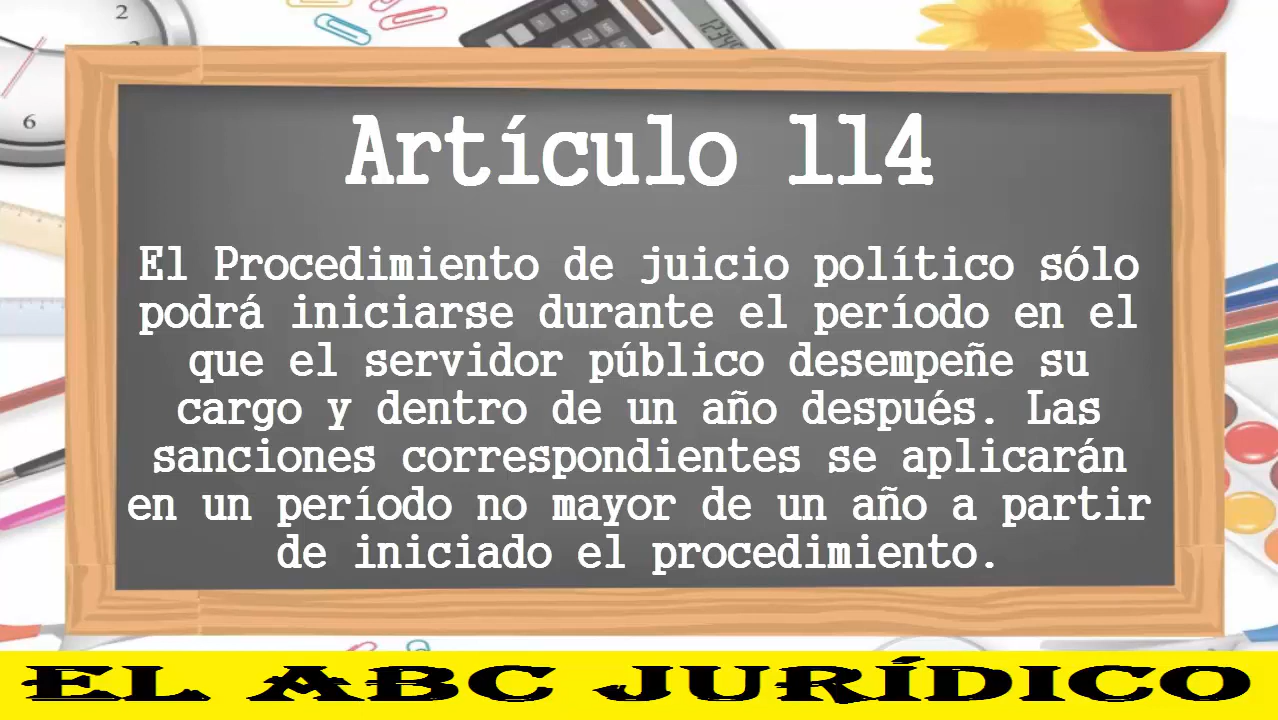 2
6
Artículo 114
El Procedimiento de juicio político sólo
podrá iniciarse durante el período en el
que el servidor público desempeñe su
cargo y dentro de un año después. Las
sanciones correspondientes se aplicarán
en un período no mayor de un año a partir
de iniciado el procedimiento.
EL ABC JURÍDICO